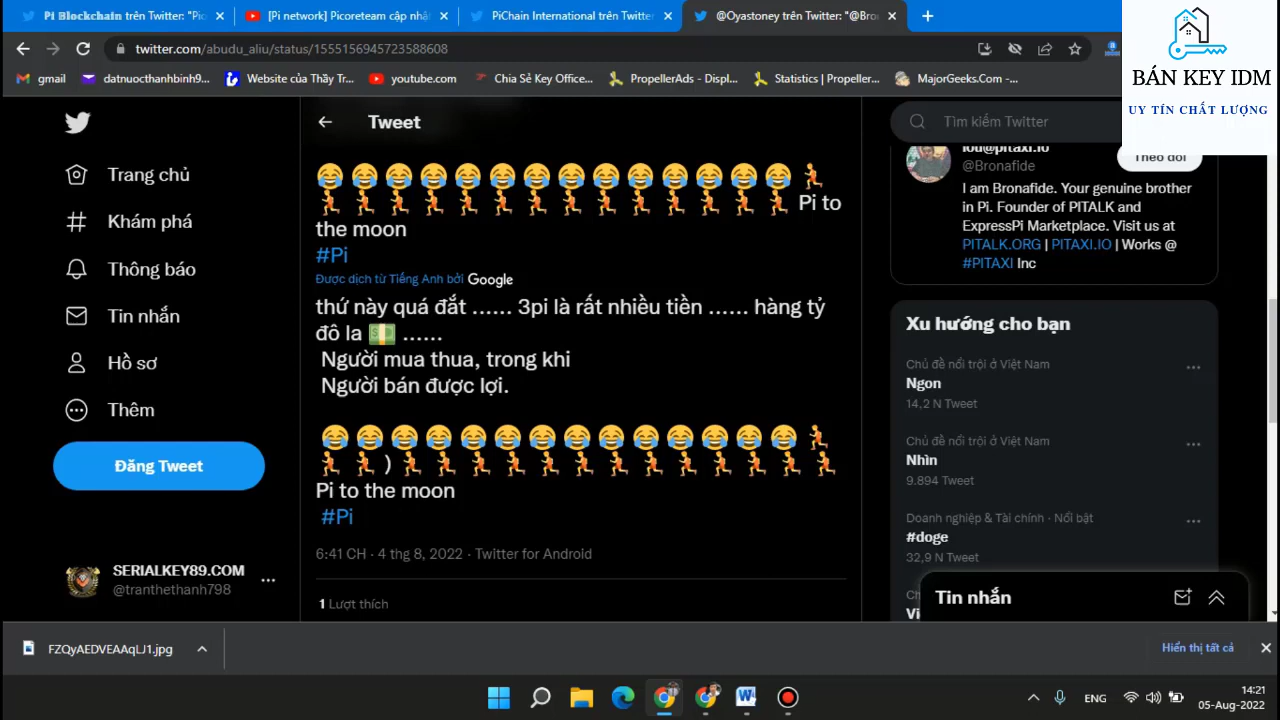 Pi Blockchain trên Twitter: "Pic
[Pi network] Picoreteam cập nhậ
PiChain International trên Twitter
@Oyastoney trên Twitter: "@Bro
twitter.com/abudu_aliu/status/1555156945723588608
gmail
datnuocthanhbinh9...
Website của Thầy Tr...
youtube.com
Chia Sẻ Key Office...
PropellerAds - Displ...
Statistics | Propeller...
MajorGeeks.Com -...
BÁN KEY IDM
UY TÍN CHẤT LƯỢNG
Trang chủ
Khám phá
Thông báo
Tin nhắn
Hồ sơ
Thêm
Đăng Tweet
SERIALKEY89.COM
@tranthethanh798
Tweet
😂😂😂😂😂😂😂😂😂😂😂😂😂😂🏃
🏃🏃🏃🏃🏃🏃🏃🏃🏃🏃🏃🏃🏃🏃 Pi to
the moon
#Pi
Được dịch từ Tiếng Anh bởi Google
thứ này quá đắt ...... 3pi là rất nhiều tiền ...... hàng tỷ
đô la 💵 ......
Người mua thua, trong khi
Người bán được lợi.
😂😂😂😂😂😂😂😂😂😂😂😂😂😂🏃
🏃🏃)🏃🏃🏃🏃🏃🏃🏃🏃🏃🏃🏃🏃
Pi to the moon
#Pi
6:41 CH · 4 thg 8, 2022 · Twitter for Android
1 Lượt thích
Tìm kiếm Twitter
lou@pitaxi.io
@Bronafide
Theo dõi
I am Bronafide. Your genuine brother
in Pi. Founder of PITALK and
ExpressPi Marketplace. Visit us at
PITALK.ORG | PITAXI.IO | Works @
#PITAXI Inc
Xu hướng cho bạn
Chủ đề nổi trội ở Việt Nam
Ngon
14,2 N Tweet
Chủ đề nổi trội ở Việt Nam
Nhìn
9.894 Tweet
Doanh nghiệp & Tài chính · Nổi bật
#doge
32,9 N Tweet
Tin nhắn
FZQyAEDVEAAqLJ1.jpg
Hiển thị tất cả
ENG
14:21
05-Aug-2022